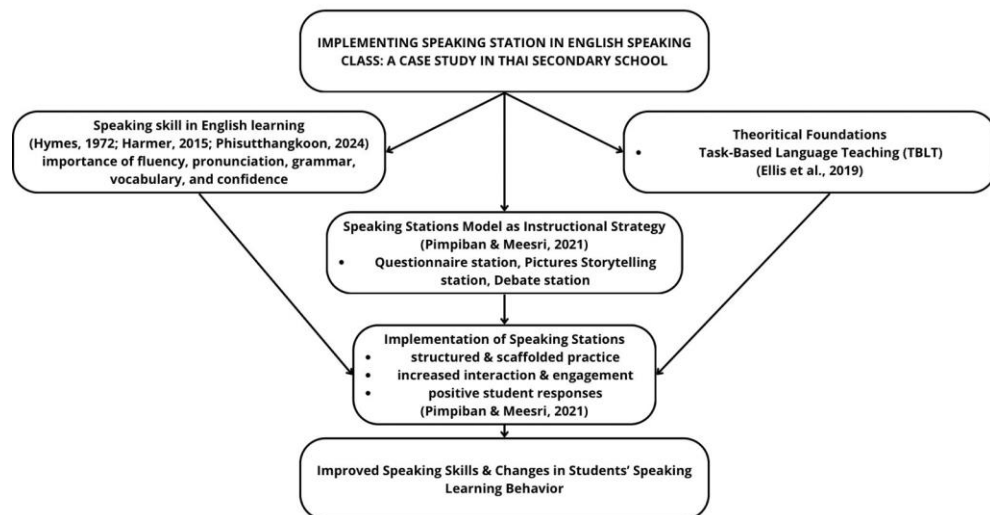 IMPLEMENTING SPEAKING STATION IN ENGLISH SPEAKING
CLASS: A CASE STUDY IN THAI SECONDARY SCHOOL
Speaking skill in English learning
(Hymes, 1972; Harmer, 2015; Phisutthangkoon, 2024)
importance of fluency, pronunciation, grammar,
vocabulary, and confidence
Theoritical Foundations
• Task-Based Language Teaching (TBLT)
(Ellis et al., 2019)
Speaking Stations Model as Instructional Strategy
(Pimpiban & Meesri, 2021)
• Questionnaire station, Pictures Storytelling
station, Debate station
Implementation of Speaking Stations
• structured & scaffolded practice
• increased interaction & engagement
• positive student responses
(Pimpiban & Meesri, 2021)
Improved Speaking Skills & Changes in Students’ Speaking
Learning Behavior